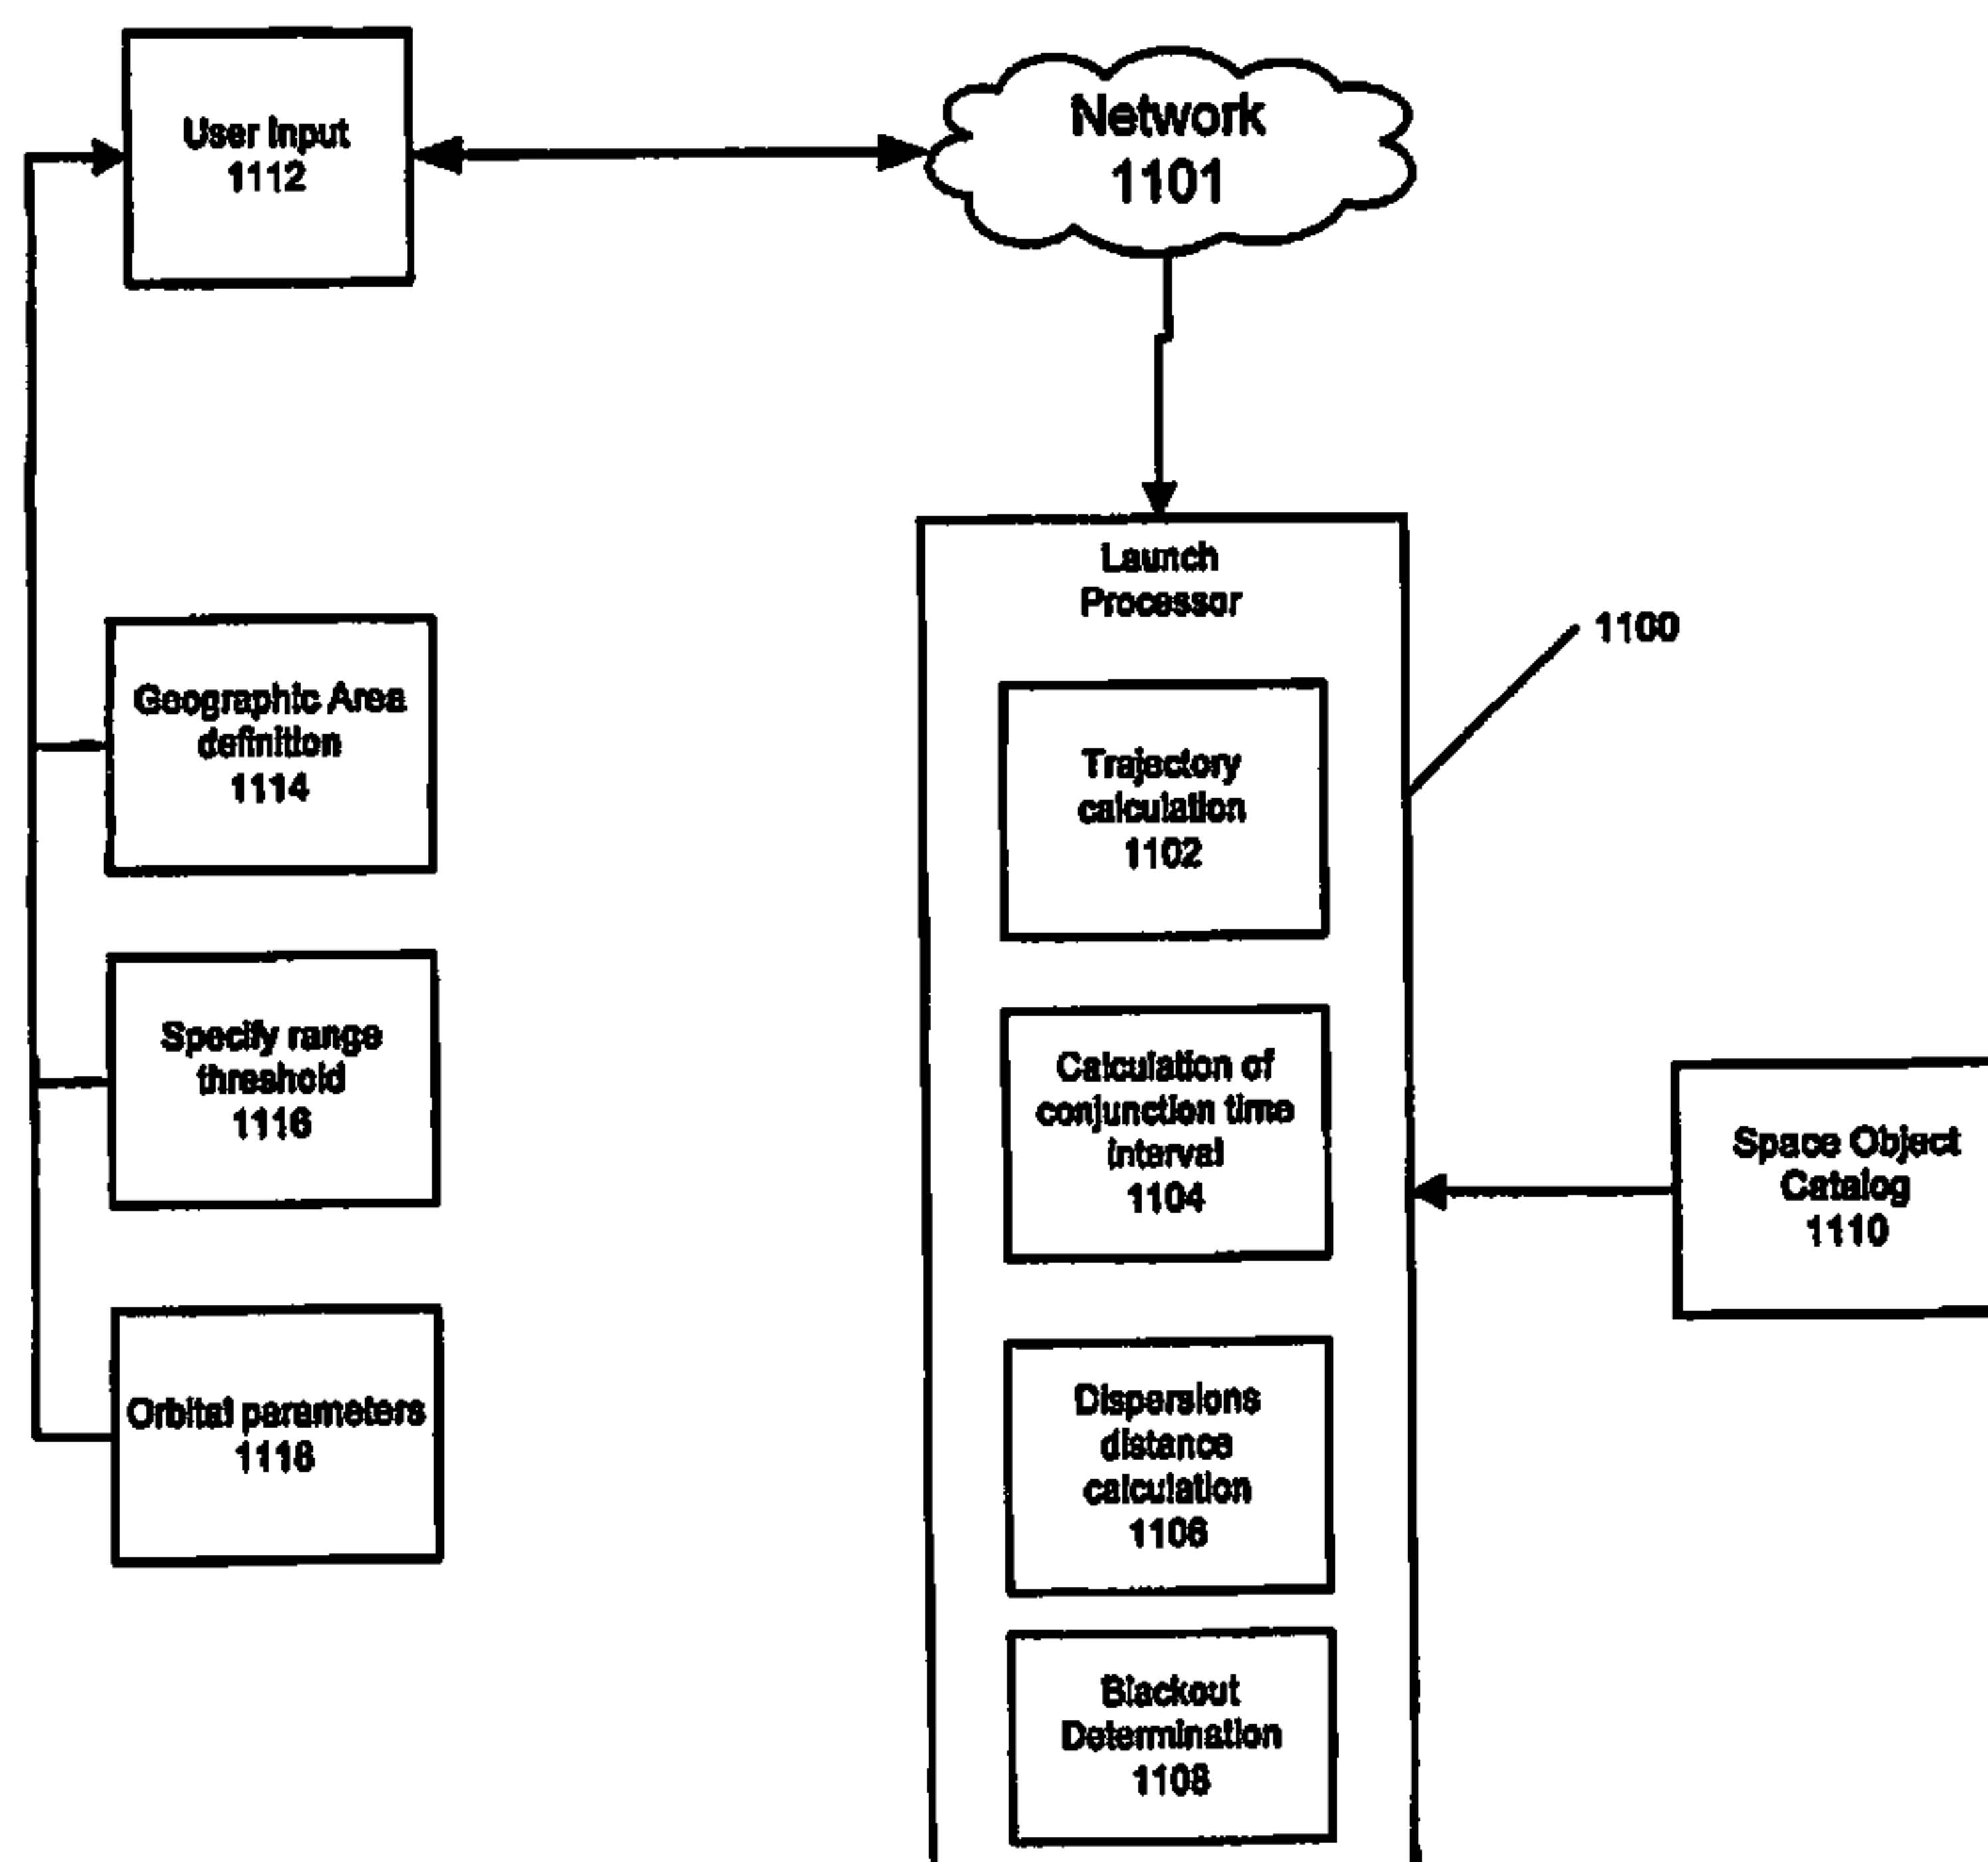 User Input
1112
Network
1101
Launch
Processor
1100
Geographic Area
definition
1114
Trajectory
calculation
1102
Specify range
threshold
1116
Calculation of
conjunction time
interval
1104
Space Object
Catalog
1110
Orbital parameters
1118
Dispersions
distance
calculation
1106
Blackout
Determination
1108